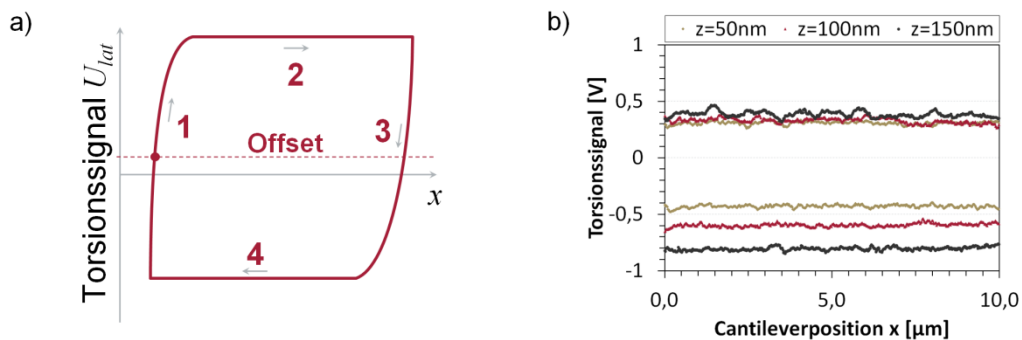 a)
Torsionssignal U_lat
1
2
3
4
Offset
x
b)
z=50nm z=100nm z=150nm
Torsionssignal [V]
1
0,5
0
-0,5
-1
0,0 5,0 10,0
Cantileverposition x [µm]